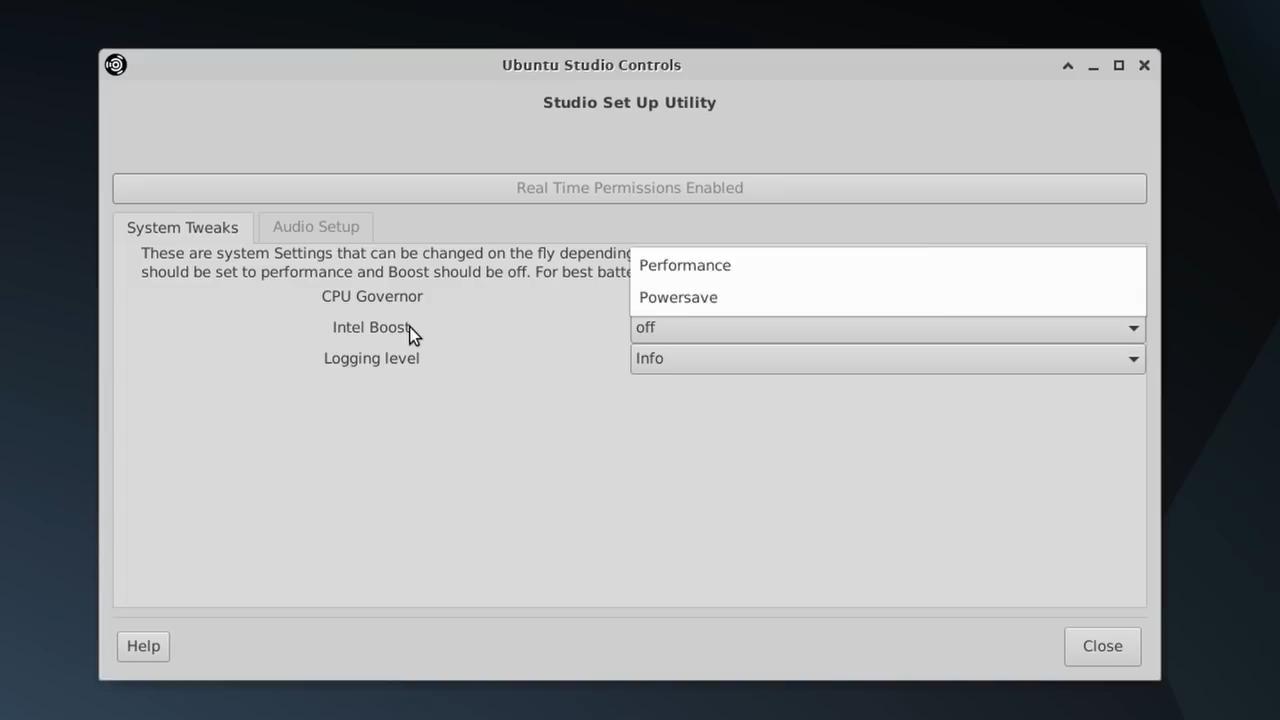 Ubuntu Studio Controls
Studio Set Up Utility
Real Time Permissions Enabled
System Tweaks
Audio Setup
These are system Settings that can be changed on the fly depending
should be set to performance and Boost should be off. For best
Performance
Powersave
CPU Governor
Intel Boost
off
Logging level
Info
Help
Close